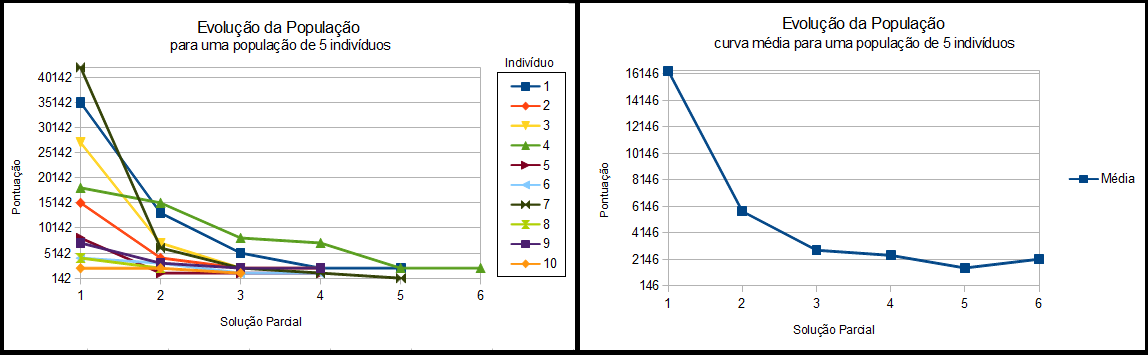 Evolução da População
para uma população de 5 indivíduos
Indivíduo
1
2
3
4
5
6
7
8
9
10
Pontuação
40142
35142
30142
25142
20142
15142
10142
5142
142
1 2 3 4 5 6
Solução Parcial
Evolução da População
curva média para uma população de 5 indivíduos
Pontuação
16146
14146
12146
10146
8146
6146
4146
2146
146
1 2 3 4 5 6
Solução Parcial
Média